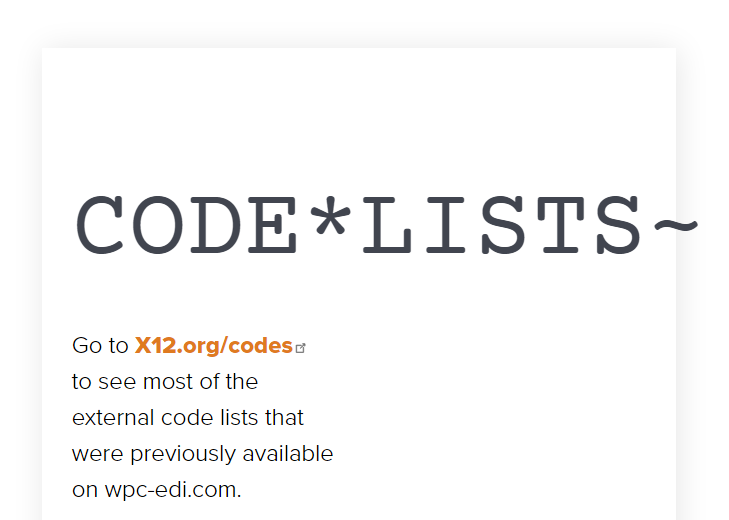 CODE*LISTS~
Go to X12.org/codes
to see most of the
external code lists that
were previously available
on wpc-edi.com.